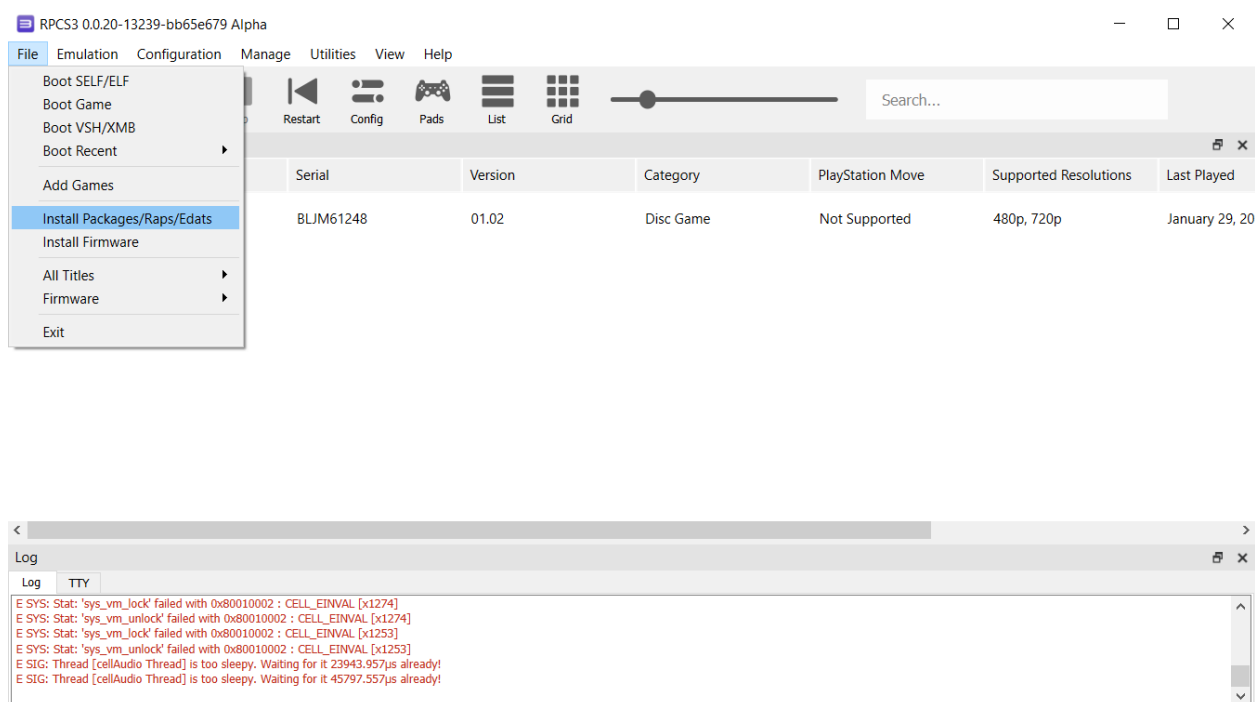 RPCS3 0.0.20-13239-bb65e679 Alpha
File Emulation Configuration Manage Utilities View Help
Boot SELF/ELF
Boot Game
Boot VSH/XMB
Boot Recent
Add Games
Install Packages/Raps/Edats
Install Firmware
All Titles
Firmware
Exit
Restart Config Pads List Grid
Search...
Serial Version Category PlayStation Move Supported Resolutions Last Played
BLJM61248 01.02 Disc Game Not Supported 480p, 720p January 29, 20
Log
Log TTY
E SYS: Stat: 'sys_vm_lock' failed with 0x80010002 : CELL_EINVAL [x1274]
E SYS: Stat: 'sys_vm_unlock' failed with 0x80010002 : CELL_EINVAL [x1274]
E SYS: Stat: 'sys_vm_lock' failed with 0x80010002 : CELL_EINVAL [x1253]
E SYS: Stat: 'sys_vm_unlock' failed with 0x80010002 : CELL_EINVAL [x1253]
E SIG: Thread [cellAudio Thread] is too sleepy. Waiting for it 23943.957µs already!
E SIG: Thread [cellAudio Thread] is too sleepy. Waiting for it 45797.557µs already!